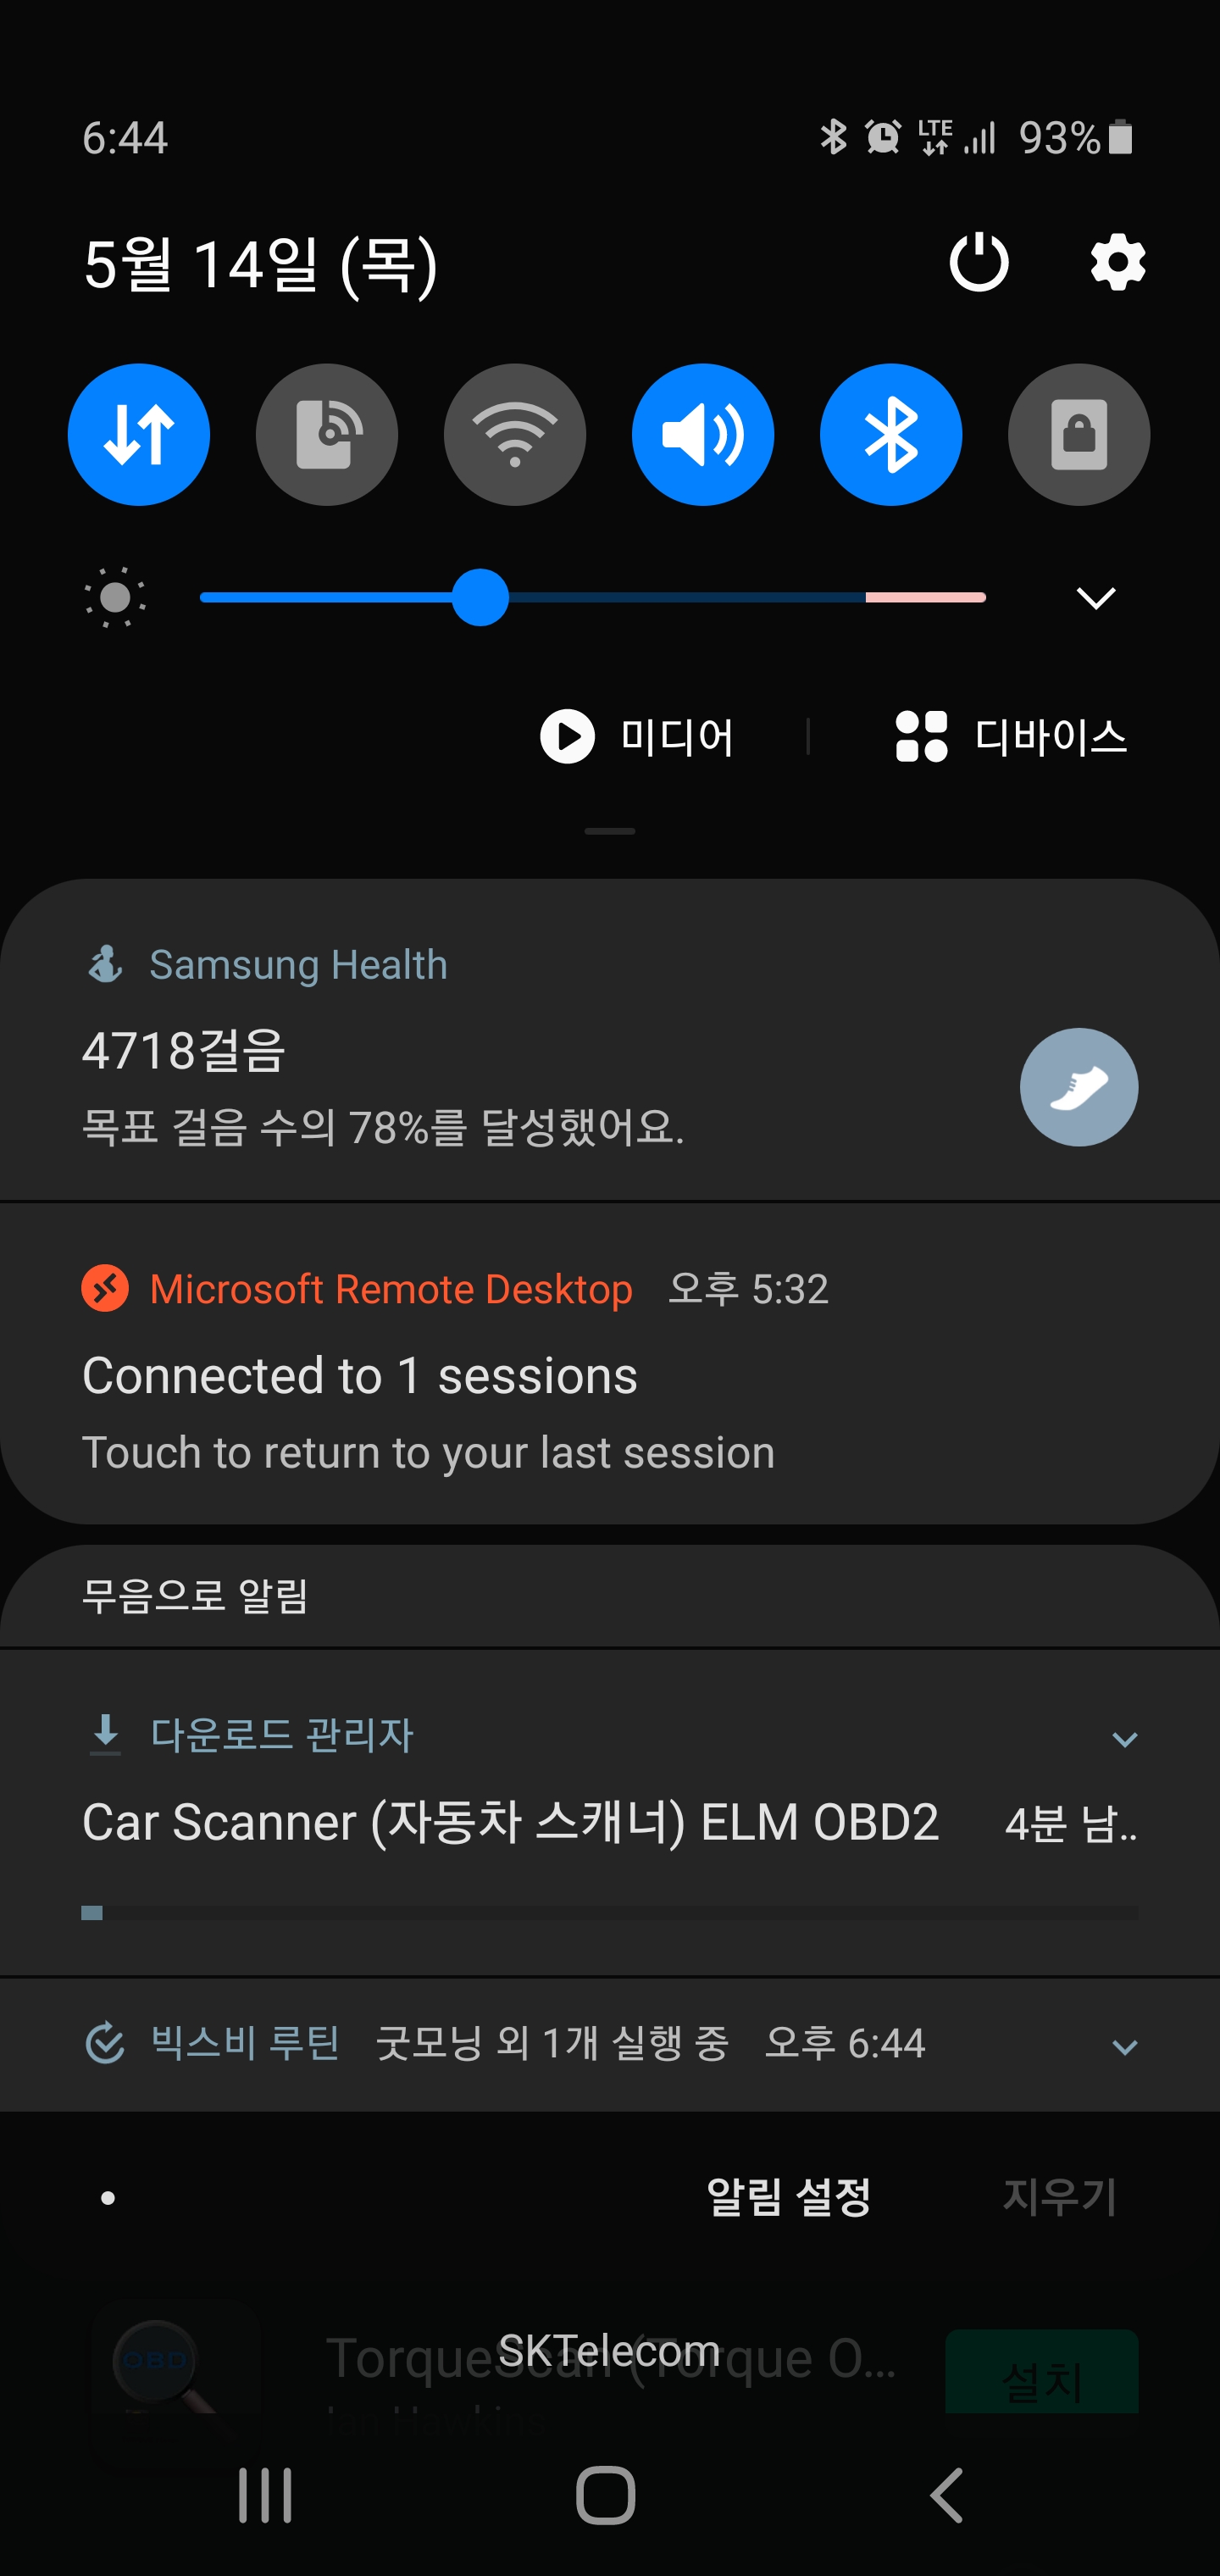 6:44
LTE 93%
5월 14일 (목)
미디어 디바이스
Samsung Health
4718걸음
목표 걸음 수의 78%를 달성했어요.
Microsoft Remote Desktop 오후 5:32
Connected to 1 sessions
Touch to return to your last session
무음으로 알림
다운로드 관리자
Car Scanner (자동차 스캐너) ELM OBD2 4분 남..
빅스비 루틴 굿모닝 외 1개 실행 중 오후 6:44
알림 설정 지우기
OBD
TorqueScan (Torque O...
SKTelecom
설치
Ian Hawkins